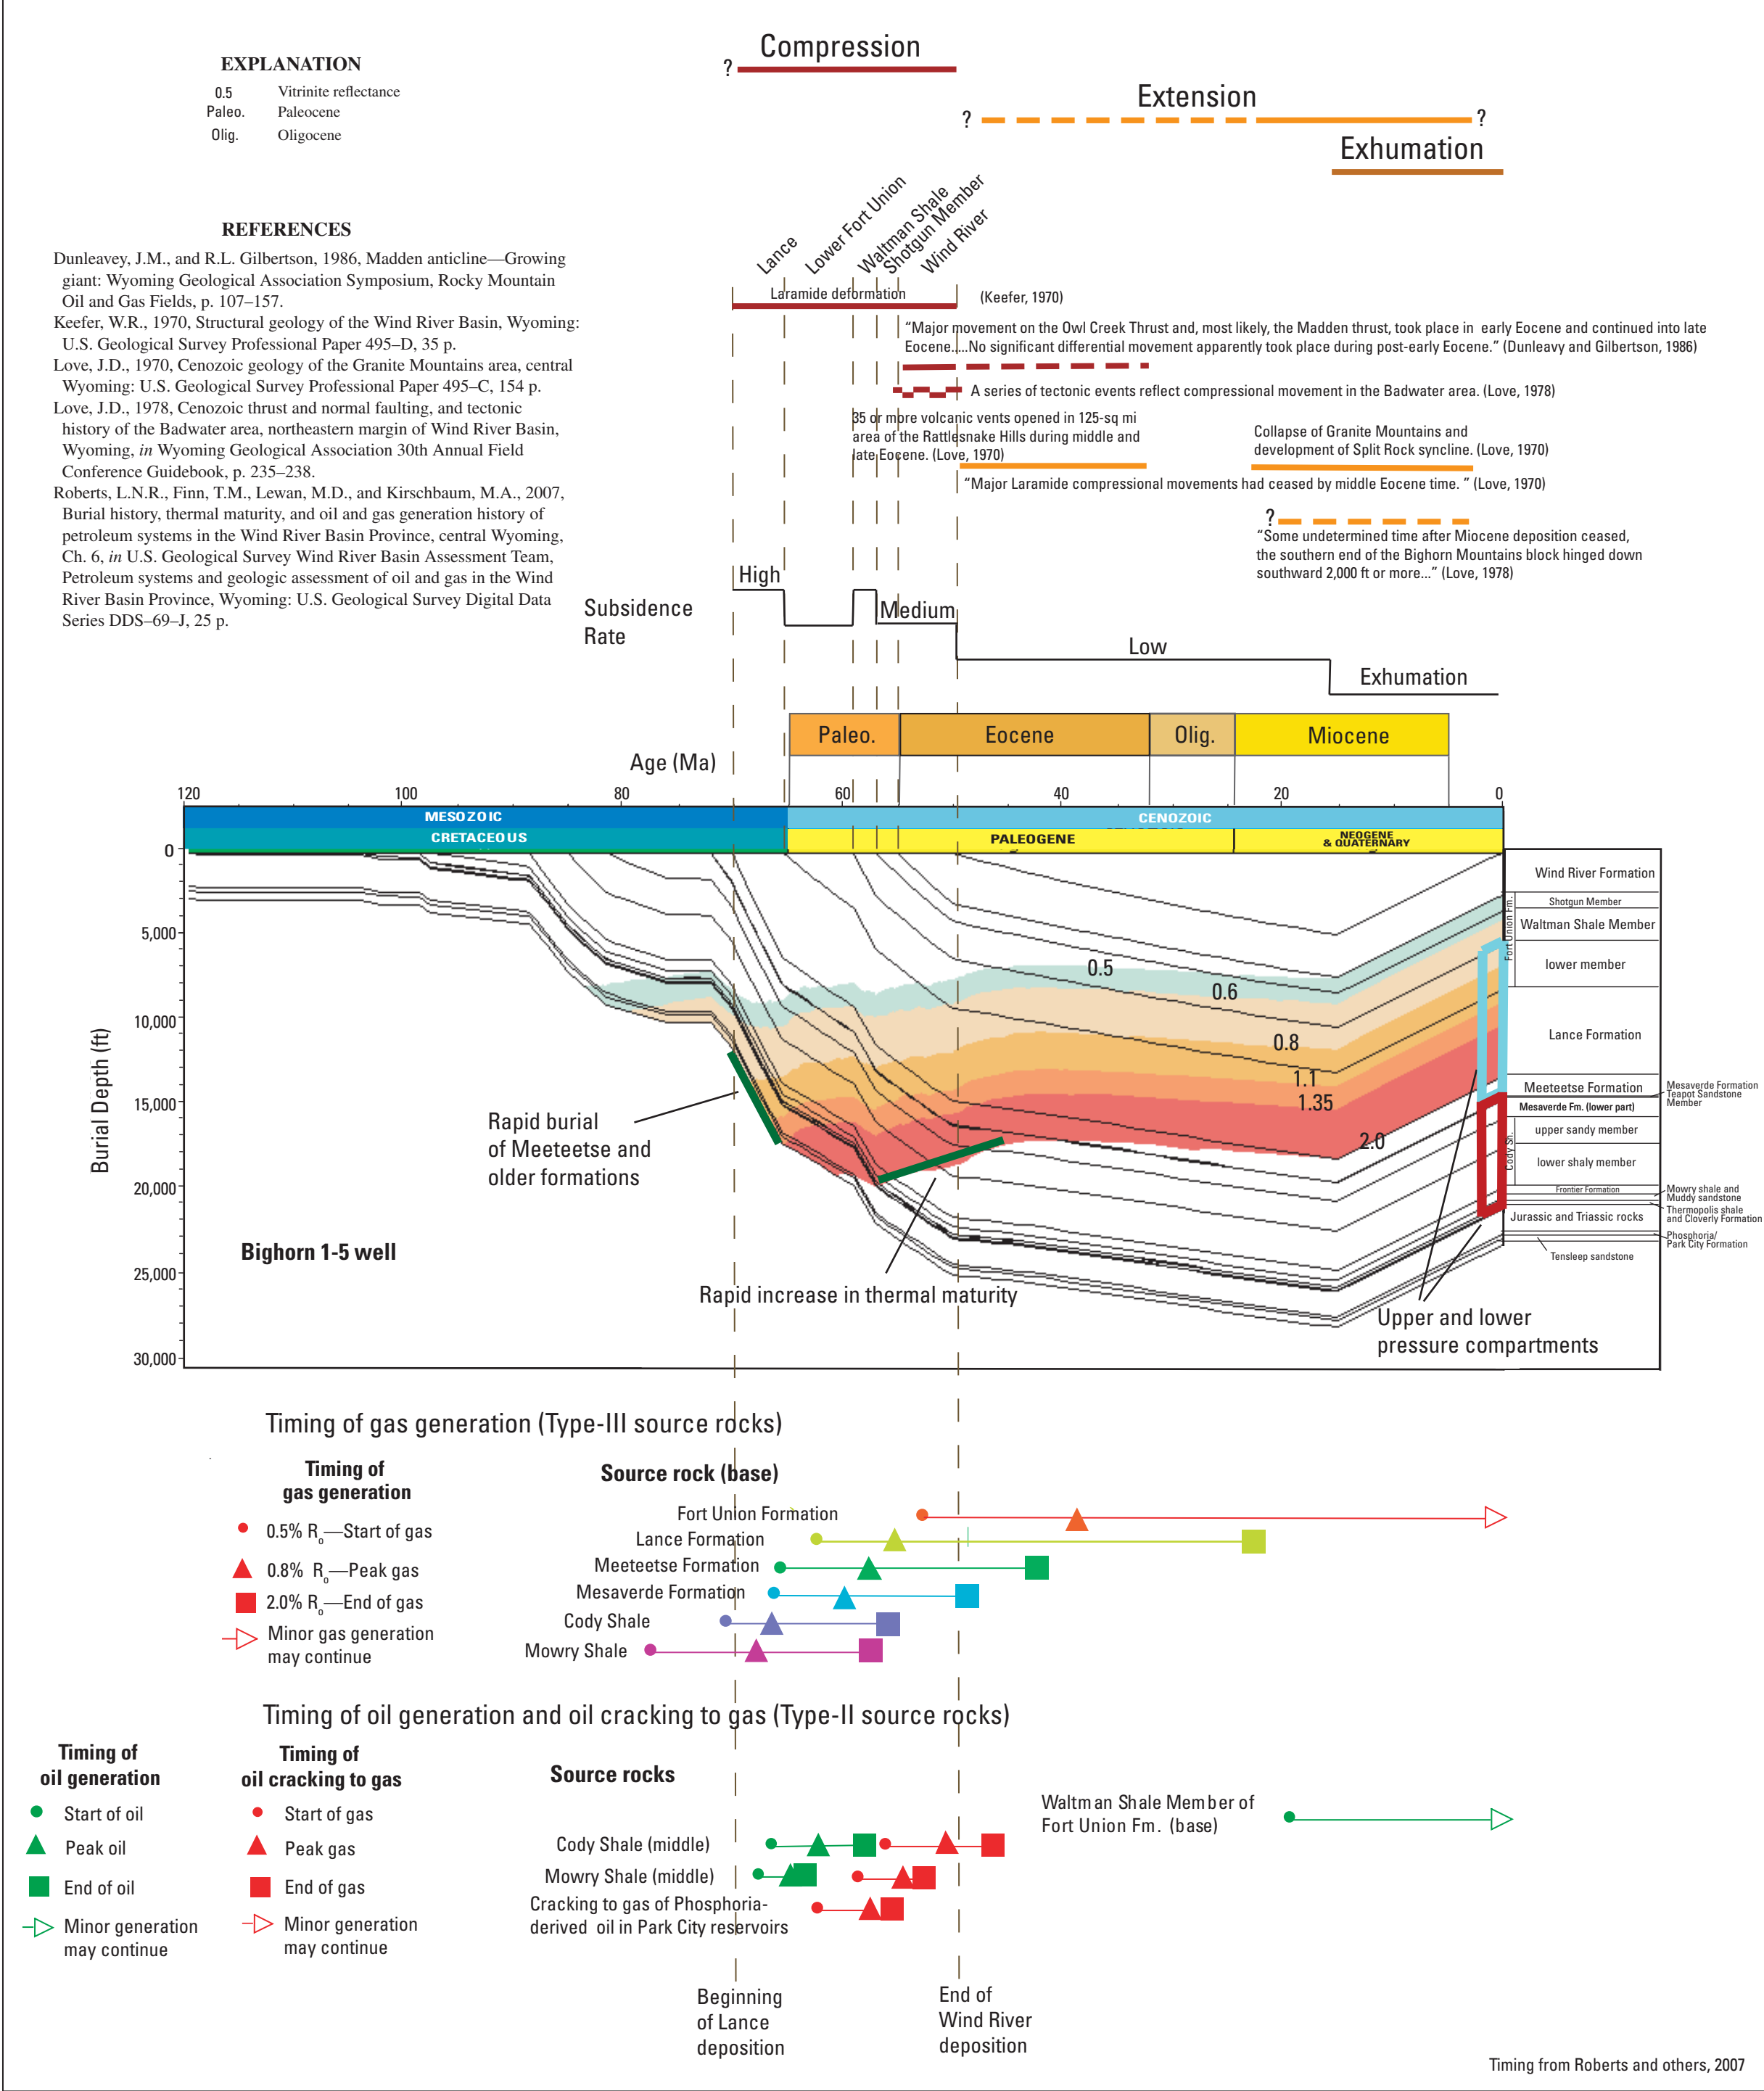 Compression
?
Extension
? ?
Exhumation
EXPLANATION
0.5 Vitrinite reflectance
Paleo. Paleocene
Olig. Oligocene
REFERENCES
Dunleavey, J.M., and R.L. Gilbertson, 1986, Madden anticline—Growing
giant: Wyoming Geological Association Symposium, Rocky Mountain
Oil and Gas Fields, p. 107–157.
Keefer, W.R., 1970, Structural geology of the Wind River Basin, Wyoming:
U.S. Geological Survey Professional Paper 495–D, 35 p.
Love, J.D., 1970, Cenozoic geology of the Granite Mountains area, central
Wyoming: U.S. Geological Survey Professional Paper 495–C, 154 p.
Love, J.D., 1978, Cenozoic thrust and normal faulting, and tectonic
history of the Badwater area, northeastern margin of Wind River Basin,
Wyoming, in Wyoming Geological Association 30th Annual Field
Conference Guidebook, p. 235–238.
Roberts, L.N.R., Finn, T.M., Lewan, M.D., and Kirschbaum, M.A., 2007,
Burial history, thermal maturity, and oil and gas generation history of
petroleum systems in the Wind River Basin Province, central Wyoming,
Ch. 6, in U.S. Geological Survey Wind River Basin Assessment Team,
Petroleum systems and geologic assessment of oil and gas in the Wind
River Basin Province, Wyoming: U.S. Geological Survey Digital Data
Series DDS–69–J, 25 p.
Lance
Lower Fort Union
Waltman Shale
Shotgun Member
Wind River
Laramide deformation
(Keefer, 1970)
“Major movement on the Owl Creek Thrust and, most likely, the Madden thrust, took place in early Eocene and continued into late
Eocene.....No significant differential movement apparently took place during post-early Eocene.” (Dunleavy and Gilbertson, 1986)
A series of tectonic events reflect compressional movement in the Badwater area. (Love, 1978)
35 or more volcanic vents opened in 125-sq mi
area of the Rattlesnake Hills during middle and
late Eocene. (Love, 1970)
Collapse of Granite Mountains and
development of Split Rock syncline. (Love, 1970)
“Major Laramide compressional movements had ceased by middle Eocene time. ” (Love, 1970)
?
“Some undetermined time after Miocene deposition ceased,
the southern end of the Bighorn Mountains block hinged down
southward 2,000 ft or more...” (Love, 1978)
Subsidence
Rate
High
Medium
Low
Exhumation
Paleo. Eocene Olig. Miocene
Age (Ma)
120 100 80 60 40 20 0
MESOZOIC CENOZOIC
CRETACEOUS PALEOGENE
NEOGENE
& QUATERNARY
Burial Depth (ft)
0
5,000
10,000
15,000
20,000
25,000
30,000
0.5
0.6
0.8
1.1
1.35
2.0
Rapid burial
of Meeteetse and
older formations
Bighorn 1-5 well
Rapid increase in thermal maturity
Upper and lower
pressure compartments
Wind River Formation
Fort Union Fm.
Shotgun Member
Waltman Shale Member
lower member
Lance Formation
Meeteetse Formation
Mesaverde Formation
Teapot Sandstone
Member
Mesaverde Fm. (lower part)
Cody Sh.
upper sandy member
lower shaly member
Frontier Formation
Mowry shale and
Muddy sandstone
Thermopolis shale
and Cloverly Formation
Jurassic and Triassic rocks
Phosphoria/
Park City Formation
Tensleep sandstone
Timing of gas generation (Type-III source rocks)
Timing of
gas generation
0.5% Ro—Start of gas
0.8% Ro—Peak gas
2.0% Ro—End of gas
Minor gas generation
may continue
Source rock (base)
Fort Union Formation
Lance Formation
Meeteetse Formation
Mesaverde Formation
Cody Shale
Mowry Shale
Timing of oil generation and oil cracking to gas (Type-II source rocks)
Timing of
oil generation
Start of oil
Peak oil
End of oil
Minor generation
may continue
Timing of
oil cracking to gas
Start of gas
Peak gas
End of gas
Minor generation
may continue
Source rocks
Waltman Shale Member of
Fort Union Fm. (base)
Cody Shale (middle)
Mowry Shale (middle)
Cracking to gas of Phosphoria-
derived oil in Park City reservoirs
Beginning
of Lance
deposition
End of
Wind River
deposition
Timing from Roberts and others, 2007